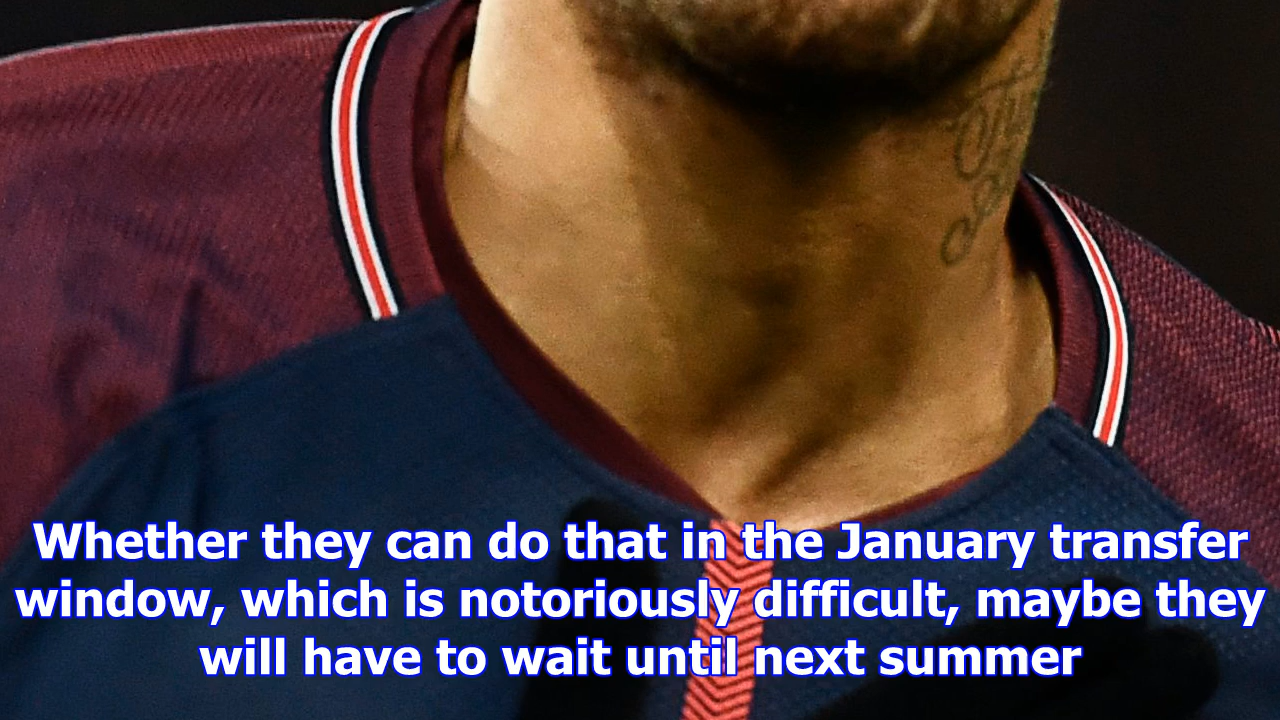 Whether they can do that in the January transfer
window, which is notoriously difficult, maybe they
will have to wait until next summer